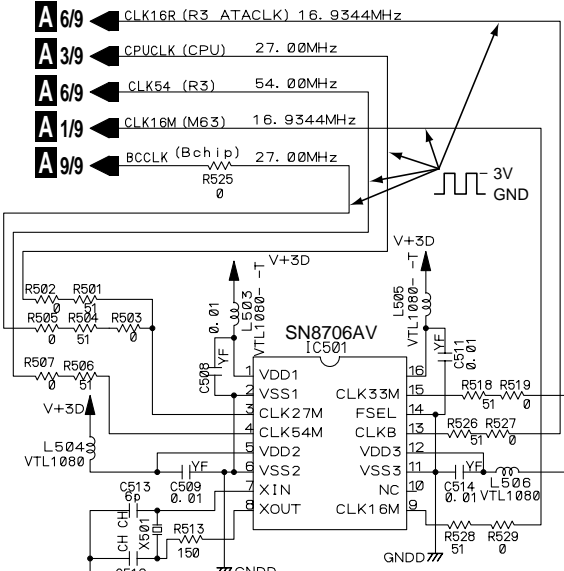 A 6/9 CLK16R (R3 ATACLK) 16.9344MHz
A 3/9 CPUCLK (CPU) 27.00MHz
A 6/9 CLK54 (R3) 54.00MHz
A 1/9 CLK16M (M63) 16.9344MHz
A 9/9 BCCLK (Bchip) 27.00MHz
R525
0
3V
GND
V+3D
V+3D
R502
0
R501
51
R505
0
R504
51
R503
0
R507
0
R506
51
0.01
YF
C508
L503
VTL1080--T
L505
VTL1080--T
YF
C511
0.01
SN8706AV
IC501
1 VDD1
2 VSS1
3 CLK27M
4 CLK54M
5 VDD2
6 VSS2
7 XIN
8 XOUT
16
15 CLK33M
14 FSEL
13 CLKB
12 VDD3
11 VSS3
10 NC
9 CLK16M
R518
51
R519
0
R526
51
R527
0
V+3D
L504
VTL1080
YF
C509
0.01
C513
6p
CH CH
X501
R513
150
YF
C514
0.01
L506
VTL1080
R528
51
R529
0
GNDD
GNDD